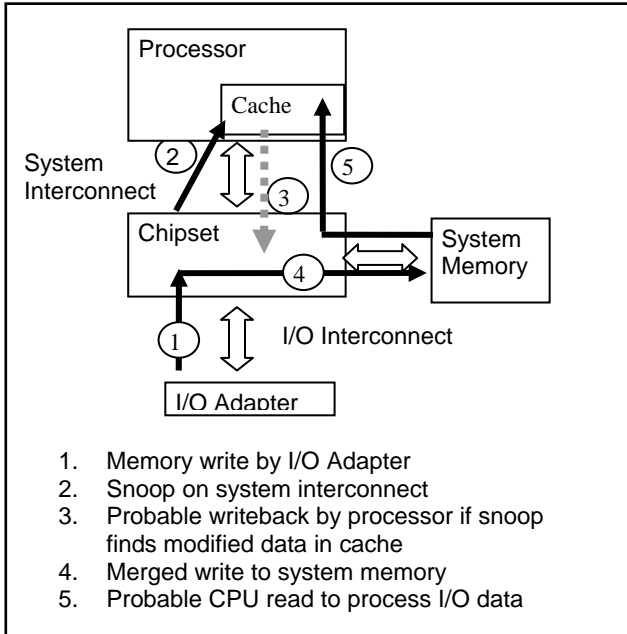 Processor
Cache
2
5
System
Interconnect
3
Chipset
System
Memory
4
1
I/O Interconnect
I/O Adapter
1. Memory write by I/O Adapter
2. Snoop on system interconnect
3. Probable writeback by processor if snoop
finds modified data in cache
4. Merged write to system memory
5. Probable CPU read to process I/O data